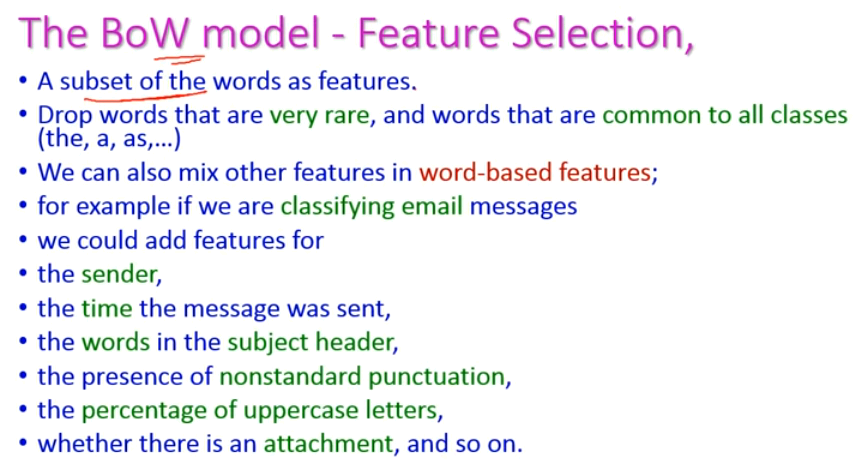 The BoW model - Feature Selection,
• A subset of the words as features.
• Drop words that are very rare, and words that are common to all classes
(the, a, as,...)
• We can also mix other features in word-based features;
• for example if we are classifying email messages
• we could add features for
• the sender,
• the time the message was sent,
• the words in the subject header,
• the presence of nonstandard punctuation,
• the percentage of uppercase letters,
• whether there is an attachment, and so on.